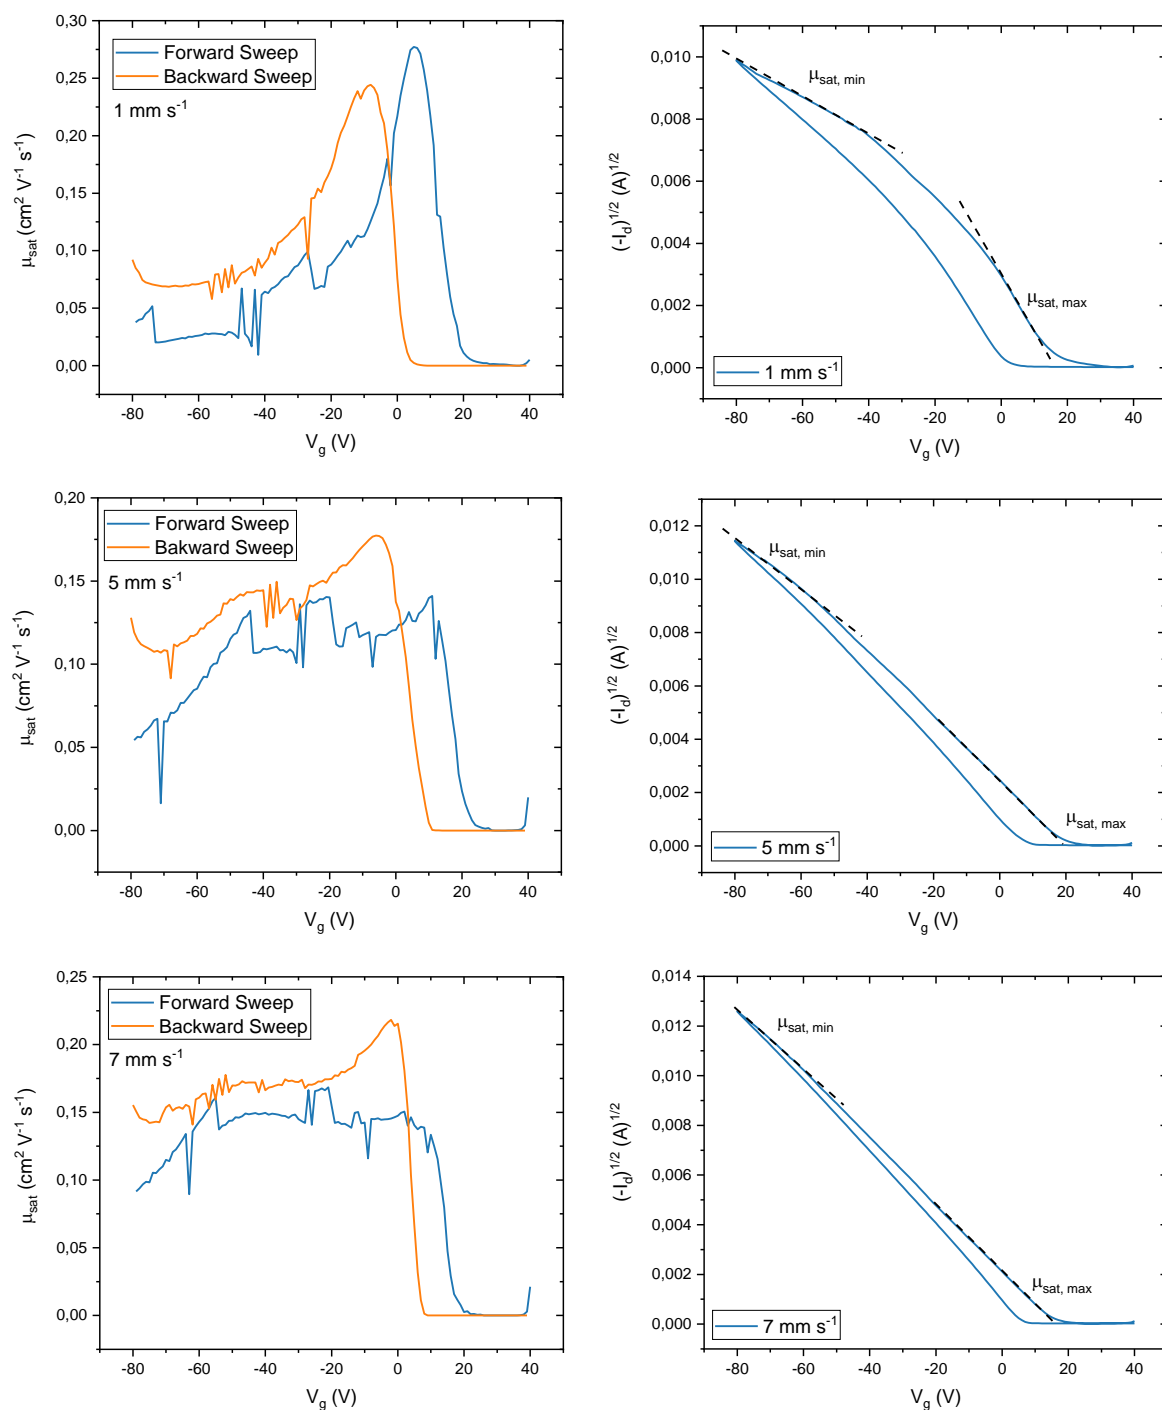 0,30
0,25
0,20
0,15
0,10
0,05
0,00
-80 -60 -40 -20 0 20 40
μsat (cm² V⁻¹ s⁻¹)
Vg (V)
Forward Sweep
Backward Sweep
1 mm s⁻¹
0,010
0,008
0,006
0,004
0,002
0,000
-80 -60 -40 -20 0 20 40
(-Id)^1/2 (A)^1/2
Vg (V)
μsat, min
μsat, max
1 mm s⁻¹
0,20
0,15
0,10
0,05
0,00
-80 -60 -40 -20 0 20 40
μsat (cm² V⁻¹ s⁻¹)
Vg (V)
Forward Sweep
Bakward Sweep
5 mm s⁻¹
0,012
0,010
0,008
0,006
0,004
0,002
0,000
-80 -60 -40 -20 0 20 40
(-Id)^1/2 (A)^1/2
Vg (V)
μsat, min
μsat, max
5 mm s⁻¹
0,25
0,20
0,15
0,10
0,05
0,00
-80 -60 -40 -20 0 20 40
μsat (cm² V⁻¹ s⁻¹)
Vg (V)
Forward Sweep
Backward Sweep
7 mm s⁻¹
0,014
0,012
0,010
0,008
0,006
0,004
0,002
0,000
-80 -60 -40 -20 0 20 40
(-Id)^1/2 (A)^1/2
Vg (V)
μsat, min
μsat, max
7 mm s⁻¹